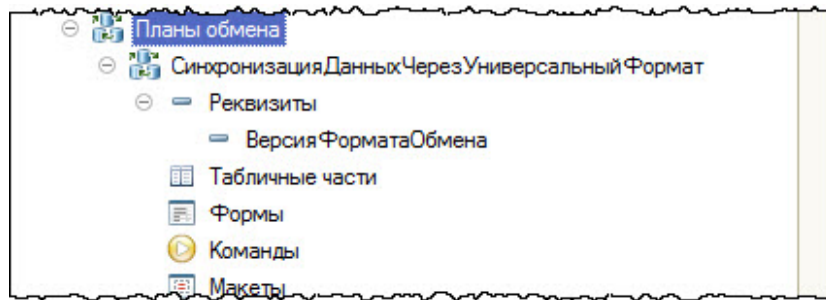 Планы обмена
СинхронизацияДанныхЧерезУниверсальныйФормат
Реквизиты
ВерсияФорматаОбмена
Табличные части
Формы
Команды
Макеты